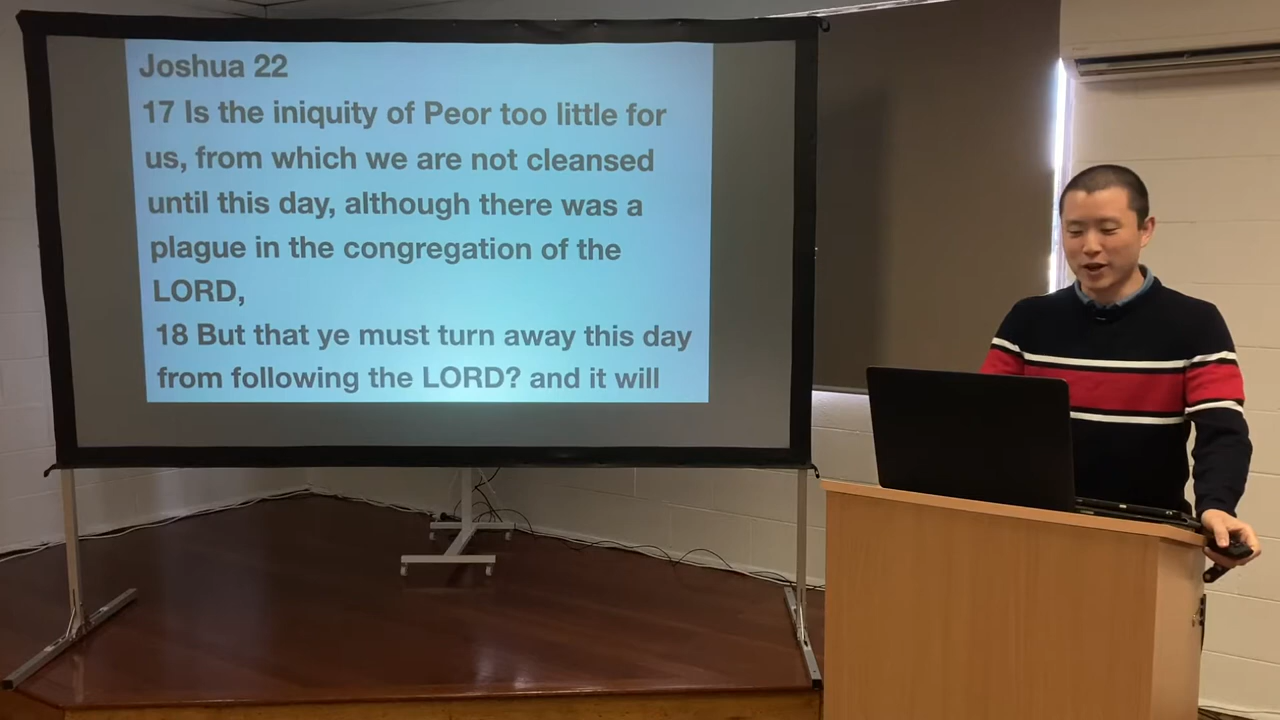 Joshua 22
17 Is the iniquity of Peor too little for
us, from which we are not cleansed
until this day, although there was a
plague in the congregation of the
LORD,
18 But that ye must turn away this day
from following the LORD? and it will